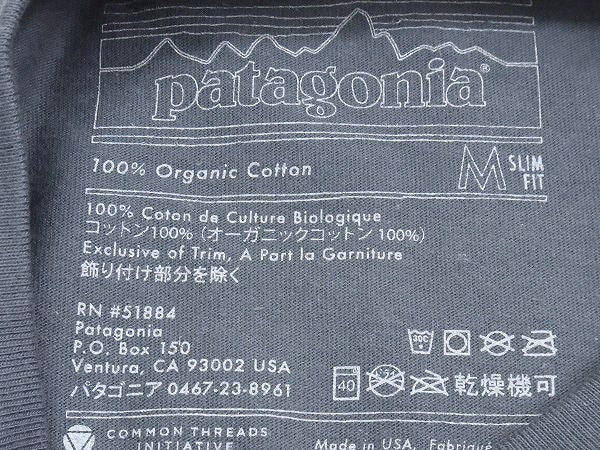 patagonia®
100% Organic Cotton
M SLIM FIT
100% Coton de Culture Biologique
コットン100% (オーガニックコットン 100%)
Exclusive of Trim, A Part la Garniture
飾り付け部分を除く
RN #51884
Patagonia
P.O. Box 150
Ventura, CA 93002 USA
パタゴニア 0467-23-8961
30C
40
乾燥機可
COMMON THREADS
INITIATIVE
Made in USA, Fabriqué